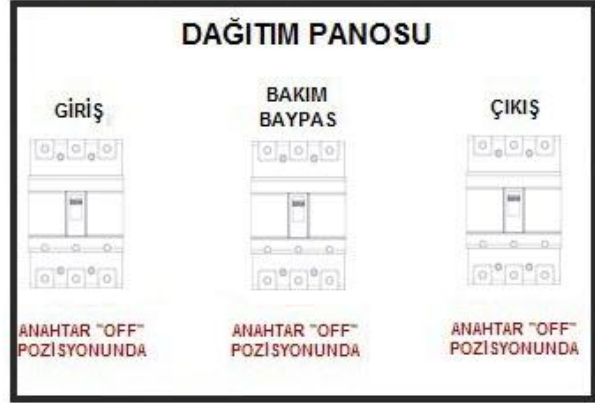 DAĞITIM PANOSU
GİRİŞ
BAKIM
BAYPAS
ÇIKIŞ
ANAHTAR "OFF"
POZİSYONUNDA
ANAHTAR "OFF"
POZİSYONUNDA
ANAHTAR "OFF"
POZİSYONUNDA